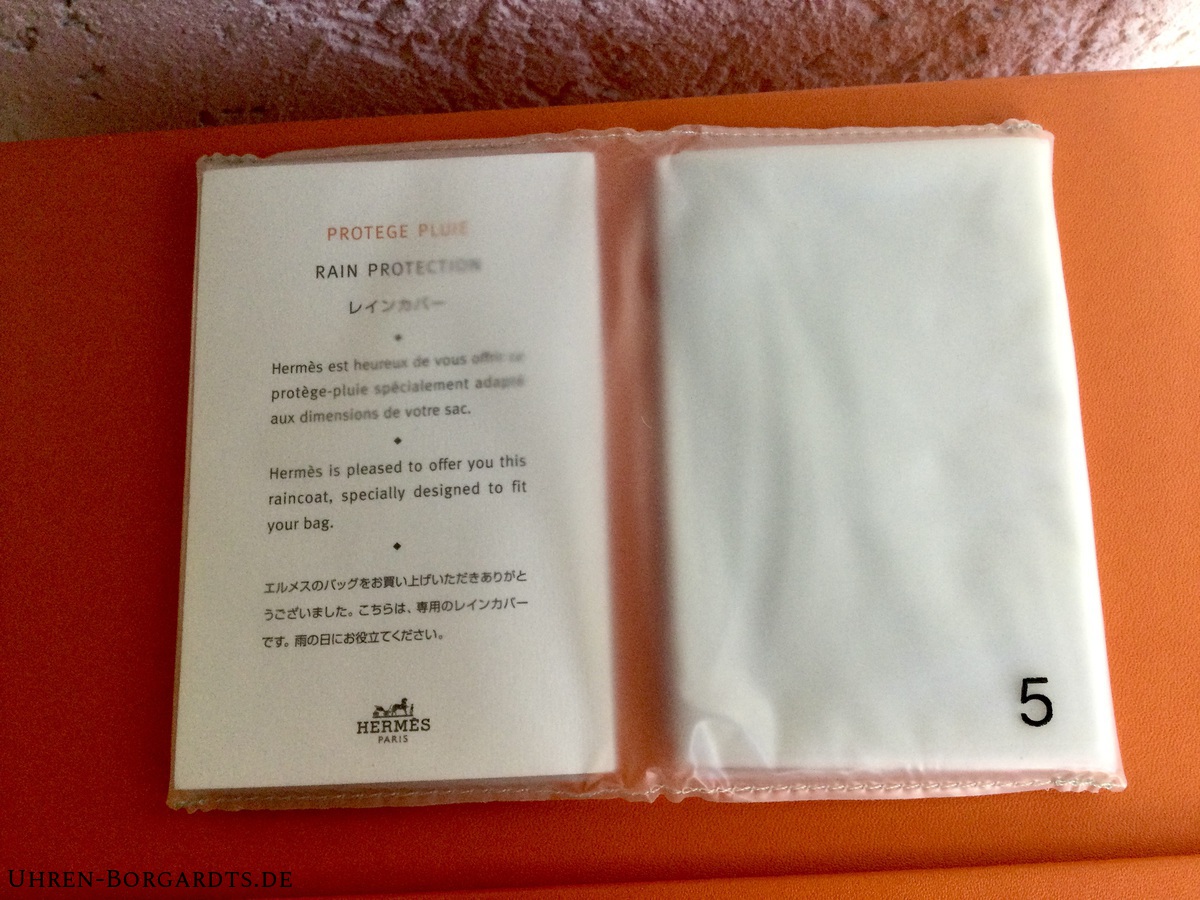 PROTEGE PLUIE
RAIN PROTECTION
レインカバー
Hermès est heureux de vous offrir ce
protège-pluie spécialement adapté
aux dimensions de votre sac.
Hermès is pleased to offer you this
raincoat, specially designed to fit
your bag.
エルメスのバッグをお買い上げいただきありがと
うございました。こちらは、専用のレインカバー
です。雨の日にお役立てください。
HERMÈS
PARIS
5
UHREN-BORGARDTS.DE